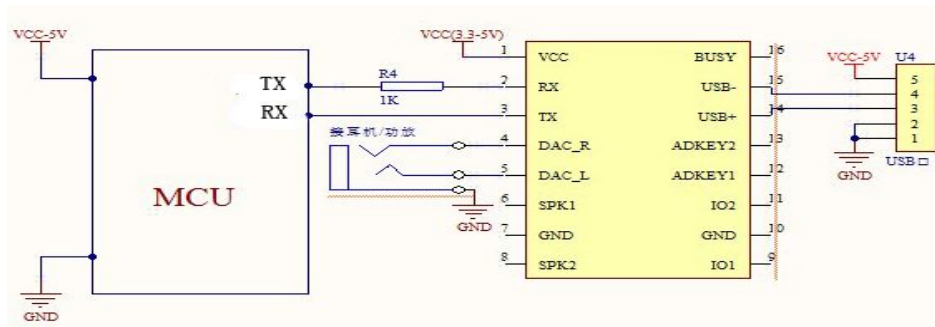 VCC-5V
TX
RX
MCU
GND
R4
1K
接耳机/功放
GND
VCC(3.3-5V)
1 VCC BUSY 16
2 RX USB- 15
3 TX USB+ 14
4 DAC_R ADKEY2 13
5 DAC_L ADKEY1 12
6 SPK1 IO2 11
7 GND GND 10
8 SPK2 IO1 9
VCC-5V U4
5
4
3
2
1
USB口
GND